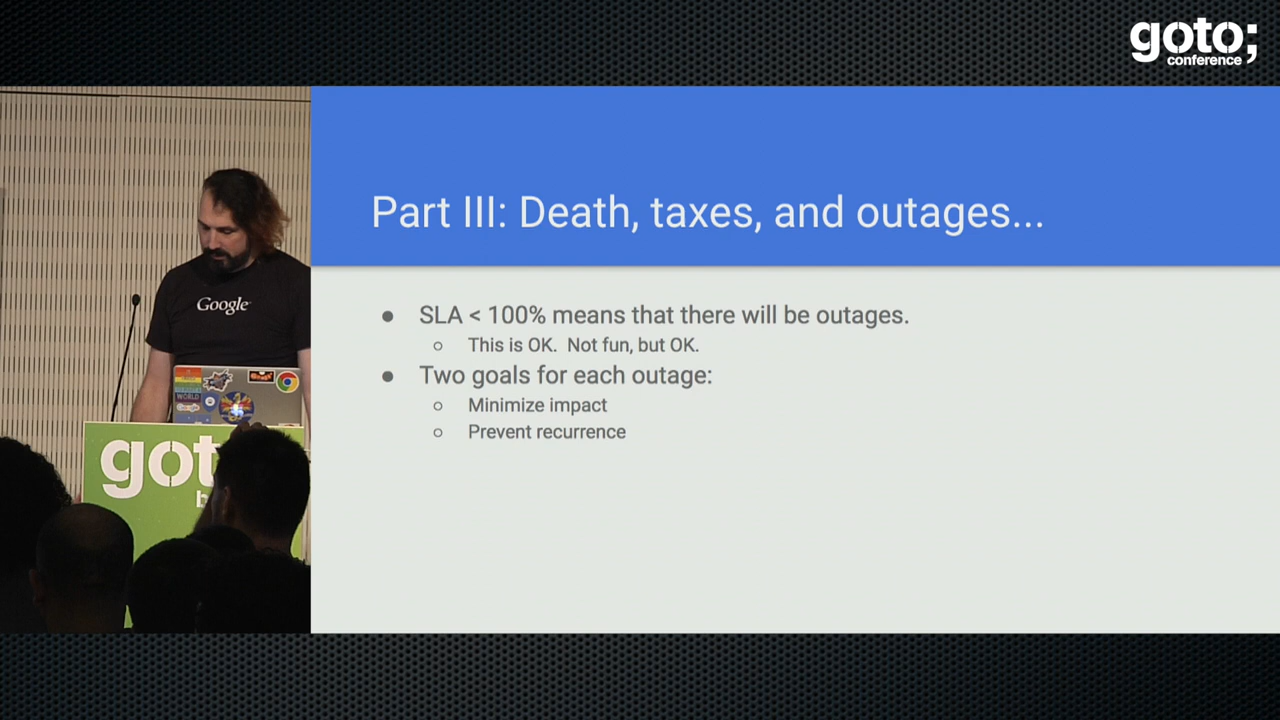 goto;
conference
Part III: Death, taxes, and outages...
Google
● SLA < 100% means that there will be outages.
○ This is OK. Not fun, but OK.
● Two goals for each outage:
○ Minimize impact
○ Prevent recurrence
WORLD
got
b